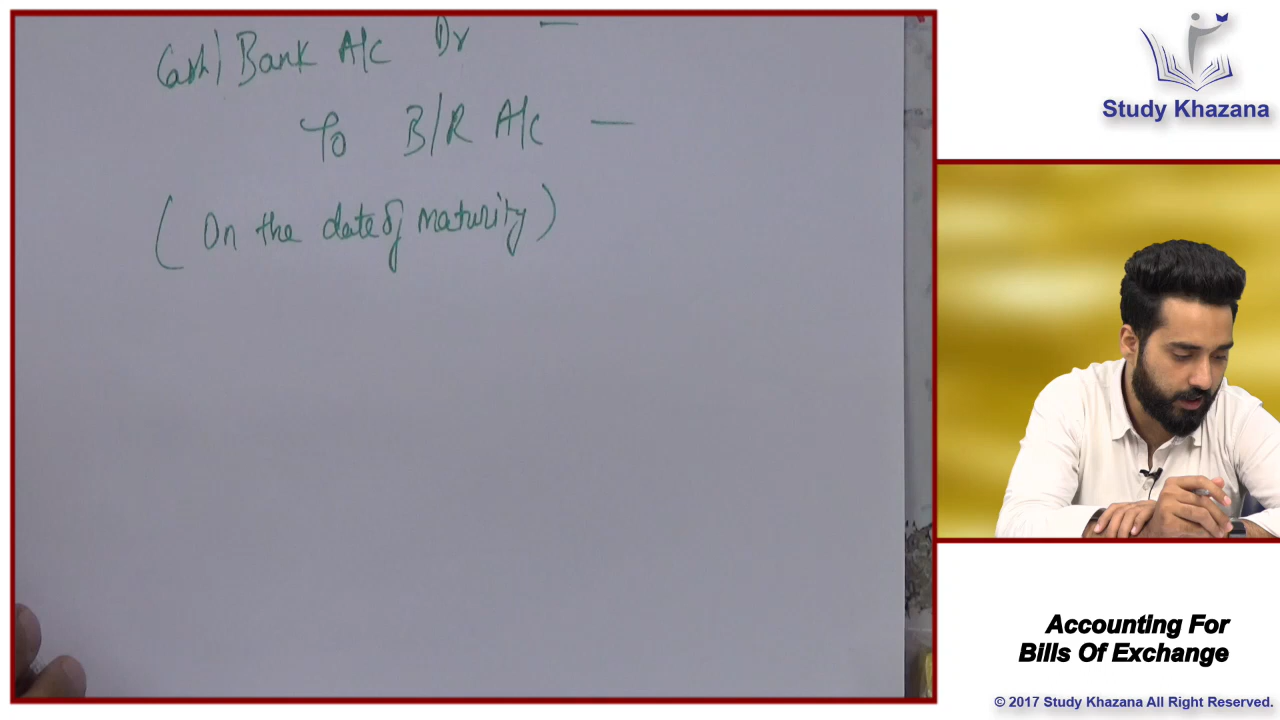 Cash/Bank A/c Dr —
To B/R A/c —
(On the date of maturity)
Study Khazana
Accounting For
Bills Of Exchange
© 2017 Study Khazana All Right Reserved.